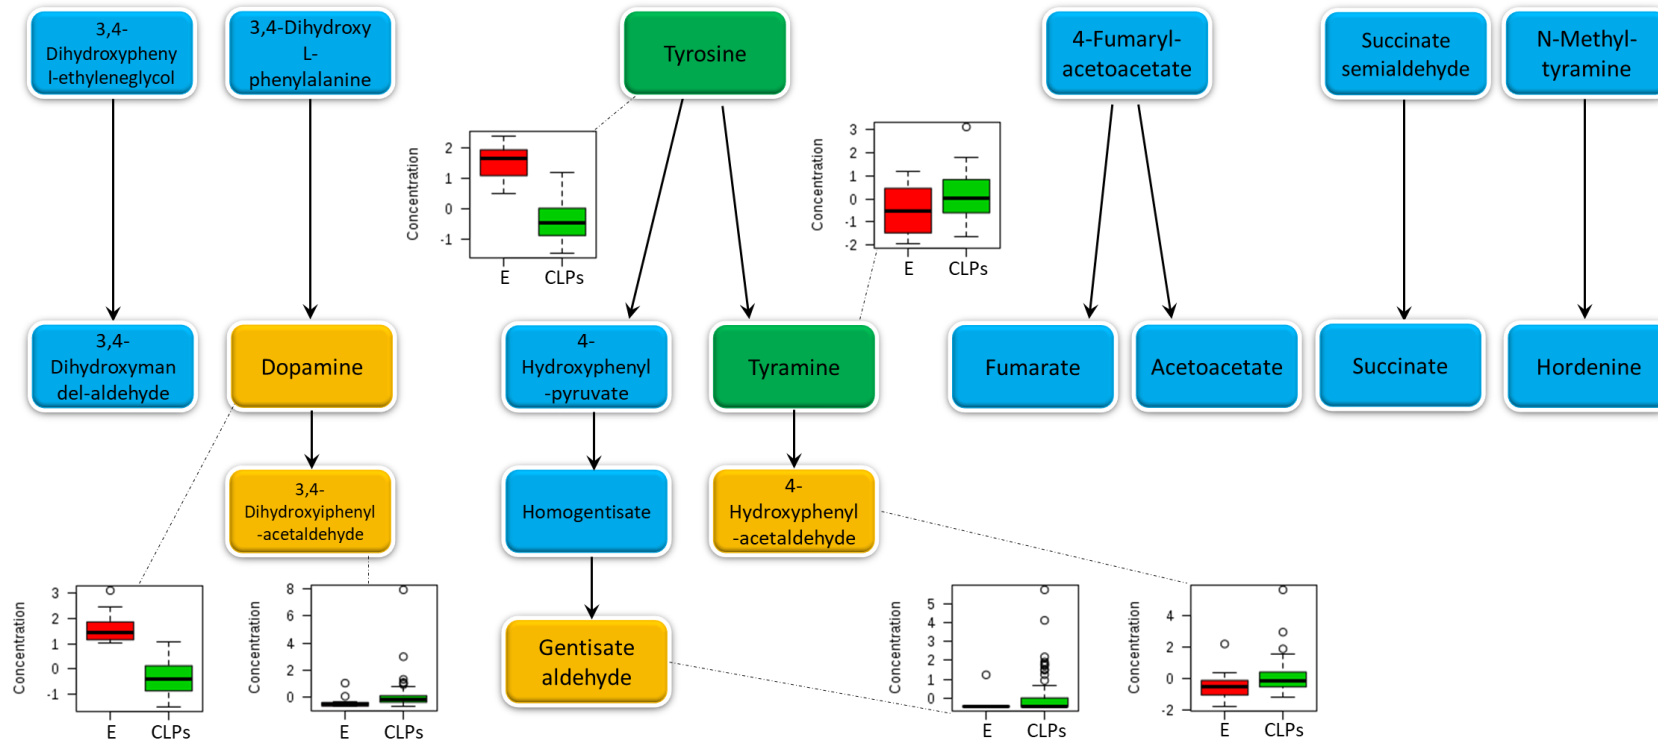 3,4-
Dihydroxypheny
l-ethyleneglycol
3,4-Dihydroxy
L-
phenylalanine
Tyrosine
4-Fumaryl-
acetoacetate
Succinate
semialdehyde
N-Methyl-
tyramine
Concentration
2
1
0
-1
E CLPs
Concentration
3
2
1
0
-1
-2
E CLPs
3,4-
Dihydroxyman
del-aldehyde
Dopamine
4-
Hydroxyphenyl
-pyruvate
Tyramine
Fumarate
Acetoacetate
Succinate
Hordenine
3,4-
Dihydroxyiphenyl
-acetaldehyde
Homogentisate
4-
Hydroxyphenyl
-acetaldehyde
Gentisate
aldehyde
Concentration
3
2
1
0
-1
E CLPs
Concentration
8
6
4
2
0
E CLPs
Concentration
5
4
3
2
1
0
E CLPs
Concentration
4
2
0
-2
E CLPs